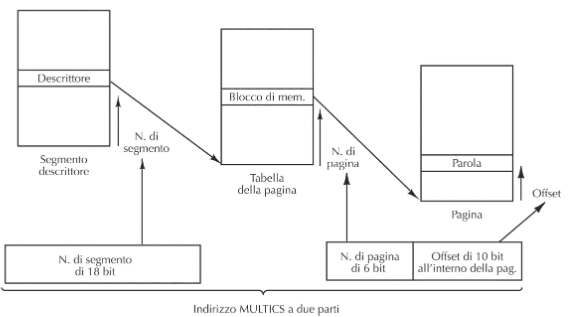 Descrittore
Blocco di mem.
N. di
segmento
N. di
pagina
Parola
Segmento
descrittore
Tabella
della pagina
Offset
Pagina
N. di segmento
di 18 bit
N. di pagina
di 6 bit
Offset di 10 bit
all'interno della pag.
Indirizzo MULTICS a due parti